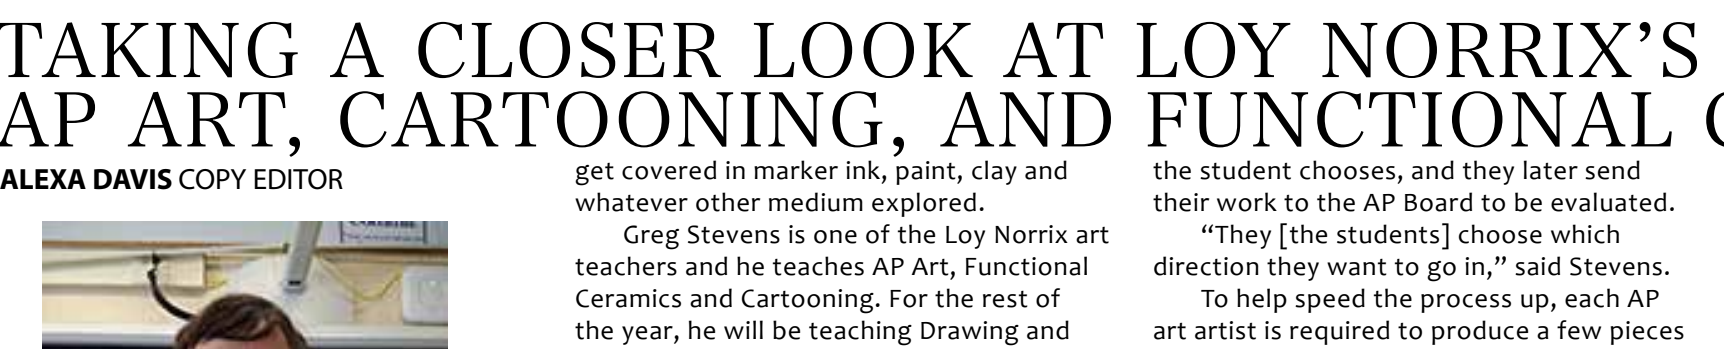 TAKING A CLOSER LOOK AT LOY NORRIX’S
AP ART, CARTOONING, AND FUNCTIONAL
ALEXA DAVIS COPY EDITOR
get covered in marker ink, paint, clay and
whatever other medium explored.
Greg Stevens is one of the Loy Norrix art
teachers and he teaches AP Art, Functional
Ceramics and Cartooning. For the rest of
the year, he will be teaching Drawing and
the student chooses, and they later send
their work to the AP Board to be evaluated.
“They [the students] choose which
direction they want to go in,” said Stevens.
To help speed the process up, each AP
art artist is required to produce a few pieces